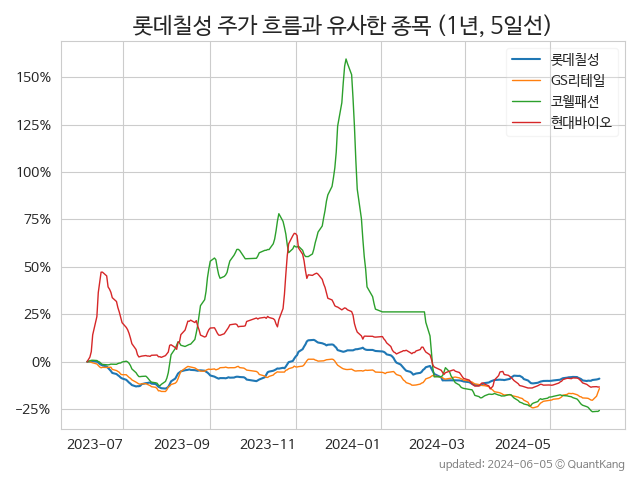 롯데칠성 주가 흐름과 유사한 종목 (1년, 5일선)
롯데칠성
GS리테일
코웰패션
현대바이오
150%
125%
100%
75%
50%
25%
0%
−25%
2023-07
2023-09
2023-11
2024-01
2024-03
2024-05
updated: 2024-06-05 © QuantKang